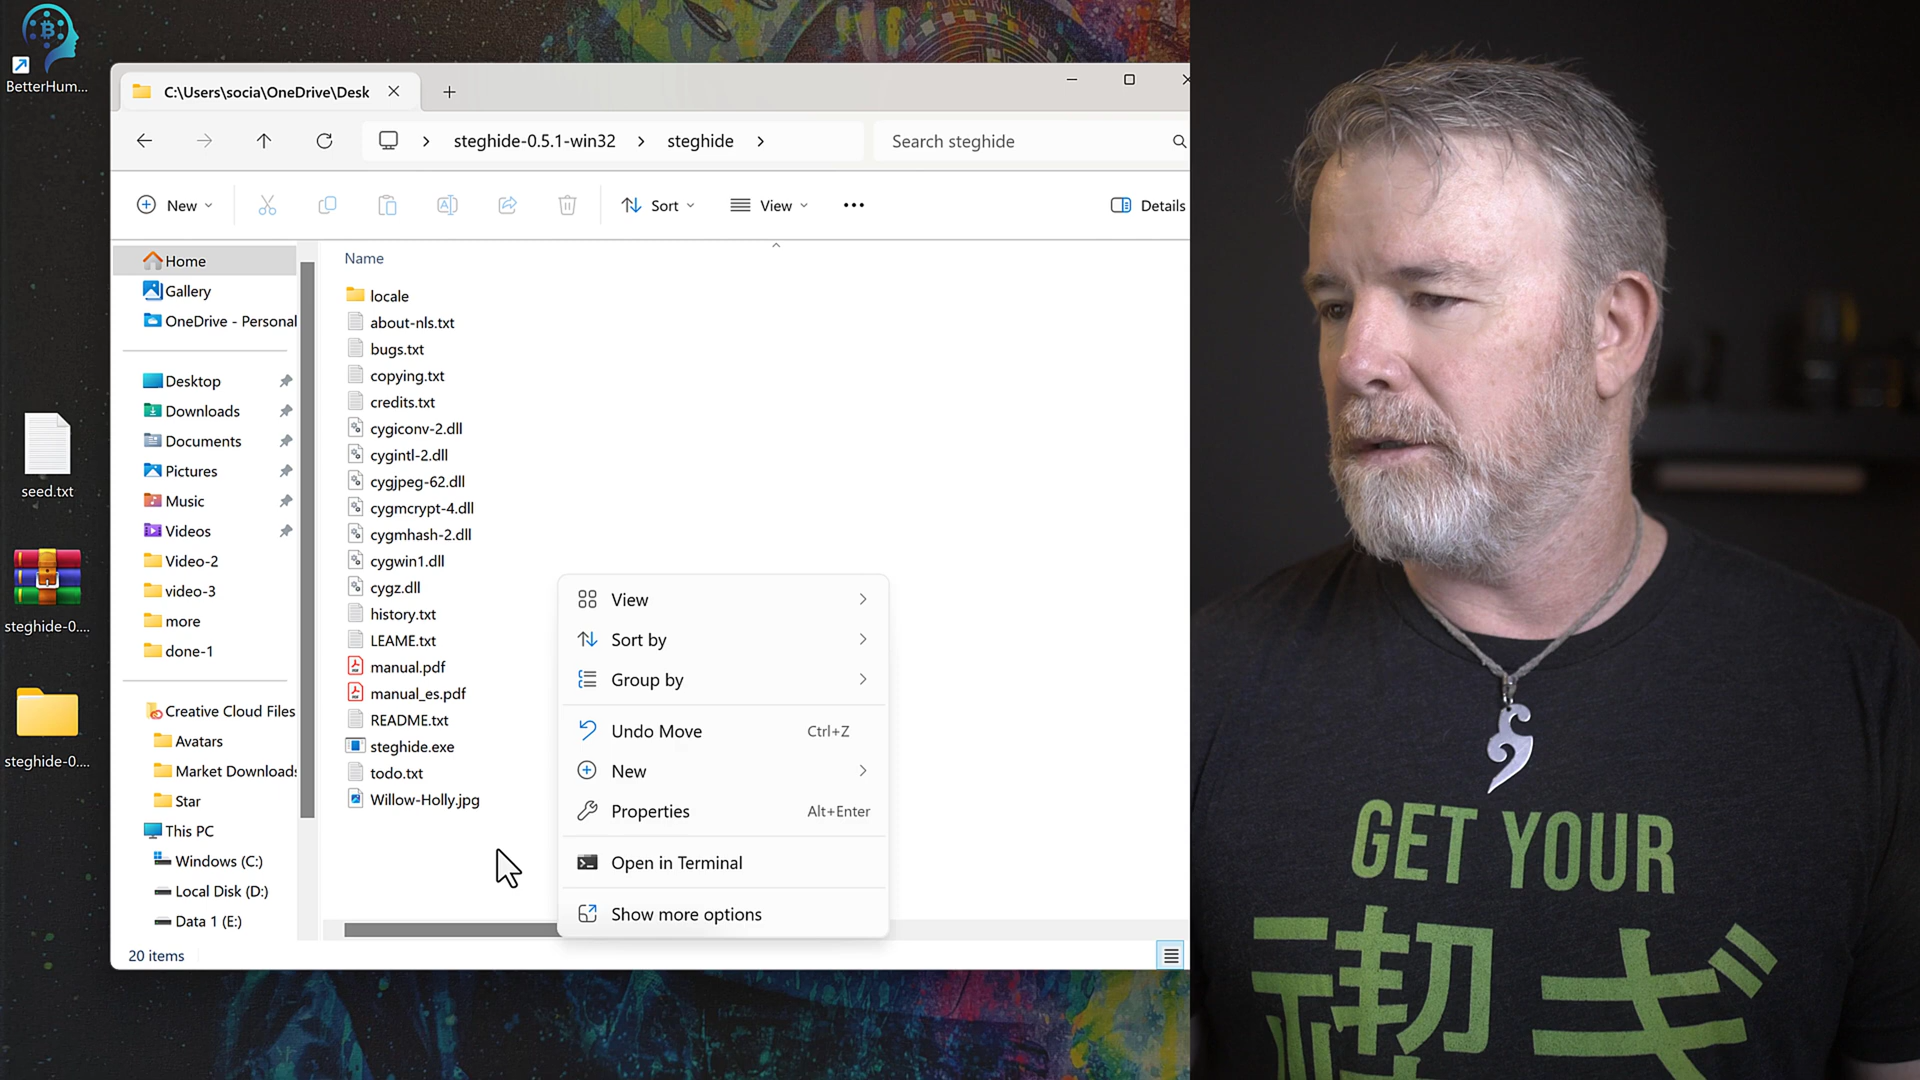 BetterHum...
seed.txt
steghide-0....
steghide-0....
C:\Users\socia\OneDrive\Desk
steghide-0.5.1-win32 > steghide >
Search steghide
New
Sort
View
Details
Home
Gallery
OneDrive - Personal
Desktop
Downloads
Documents
Pictures
Music
Videos
Video-2
video-3
more
done-1
Creative Cloud Files
Avatars
Market Downloads
Star
This PC
Windows (C:)
Local Disk (D:)
Data 1 (E:)
Name
locale
about-nls.txt
bugs.txt
copying.txt
credits.txt
cygiconv-2.dll
cygintl-2.dll
cygjpeg-62.dll
cygmcrypt-4.dll
cygmhash-2.dll
cygwin1.dll
cygz.dll
history.txt
LEAME.txt
manual.pdf
manual_es.pdf
README.txt
steghide.exe
todo.txt
Willow-Holly.jpg
View
Sort by
Group by
Undo Move Ctrl+Z
New
Properties Alt+Enter
Open in Terminal
Show more options
20 items
GET YOUR